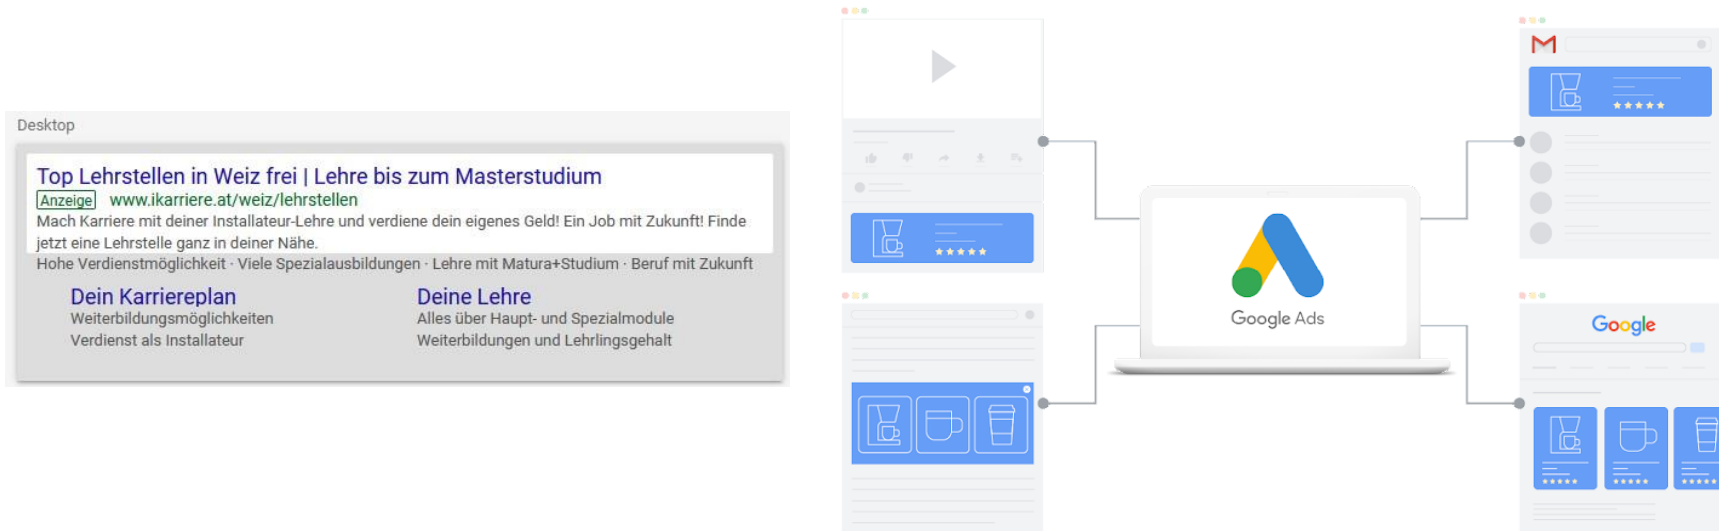 Desktop
Top Lehrstellen in Weiz frei | Lehre bis zum Masterstudium
Anzeige www.ikarriere.at/weiz/lehrstellen
Mach Karriere mit deiner Installateur-Lehre und verdiene dein eigenes Geld! Ein Job mit Zukunft! Finde
jetzt eine Lehrstelle ganz in deiner Nähe.
Hohe Verdienstmöglichkeit · Viele Spezialausbildungen · Lehre mit Matura+Studium · Beruf mit Zukunft
Dein Karriereplan
Weiterbildungsmöglichkeiten
Verdienst als Installateur
Deine Lehre
Alles über Haupt- und Spezialmodule
Weiterbildungen und Lehrlingsgehalt
Google Ads
Google